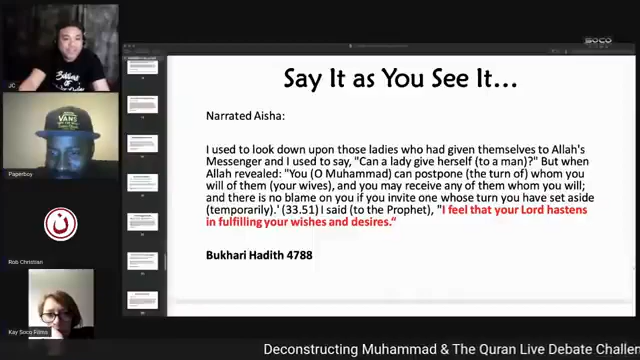 SOCO
Say It as You See It...
Narrated Aisha:
I used to look down upon those ladies who had given themselves to Allah's
Messenger and I used to say, "Can a lady give herself (to a man)?" But when
Allah revealed: "You (O Muhammad) can postpone (the turn of) whom you
will of them (your wives), and you may receive any of them whom you will;
and there is no blame on you if you invite one whose turn you have set aside
(temporarily).' (33.51) I said (to the Prophet), "I feel that your Lord hastens
in fulfilling your wishes and desires."
Bukhari Hadith 4788
JC
VANS
Paperboy
ن
Rob Christian
Kay Soco Films
Deconstructing Muhammad & The Quran Live Debate Challen